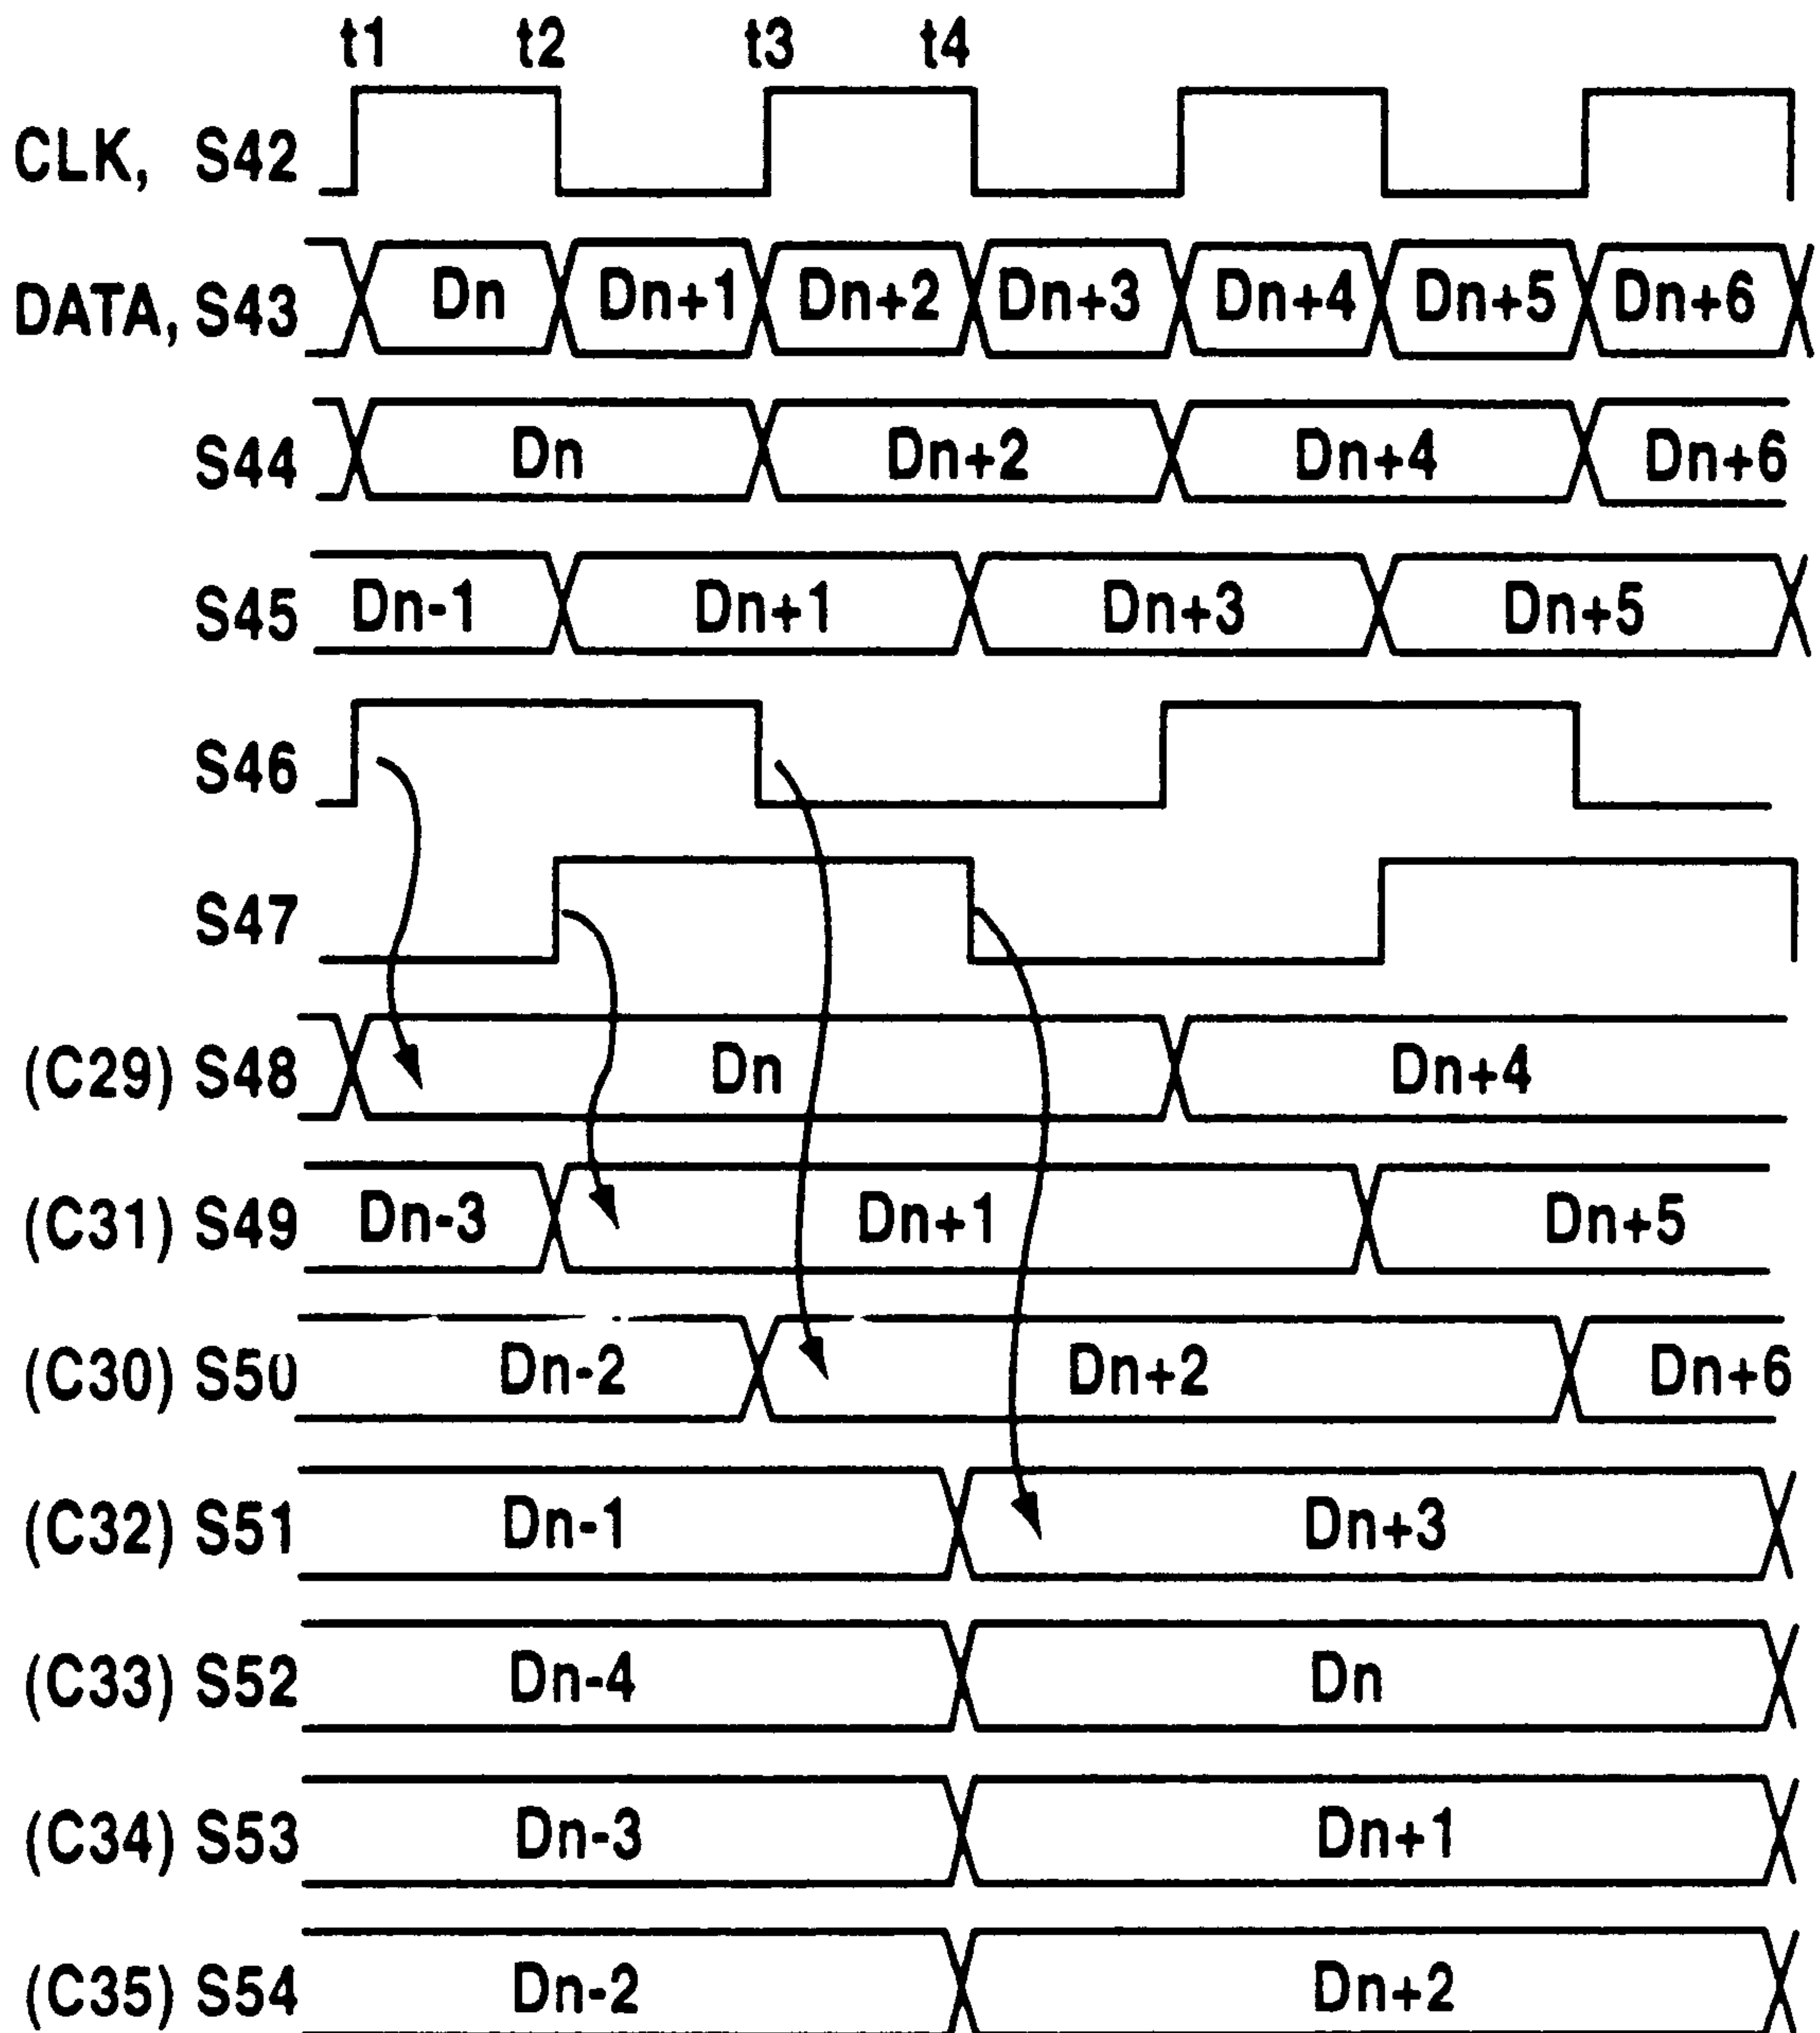 t1 t2 t3 t4
CLK, S42
DATA, S43 Dn Dn+1 Dn+2 Dn+3 Dn+4 Dn+5 Dn+6
S44 Dn Dn+2 Dn+4 Dn+6
S45 Dn-1 Dn+1 Dn+3 Dn+5
S46
S47
(C29) S48 Dn Dn+4
(C31) S49 Dn-3 Dn+1 Dn+5
(C30) S50 Dn-2 Dn+2 Dn+6
(C32) S51 Dn-1 Dn+3
(C33) S52 Dn-4 Dn
(C34) S53 Dn-3 Dn+1
(C35) S54 Dn-2 Dn+2